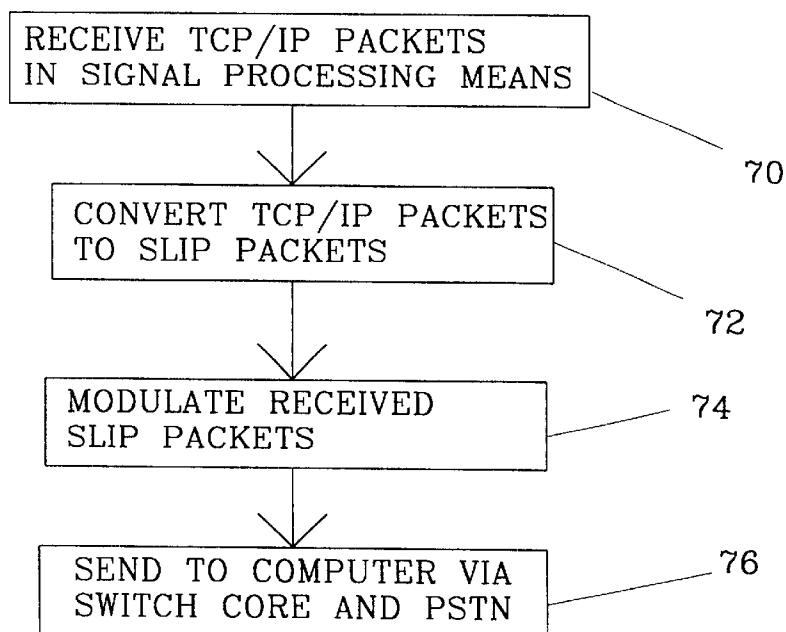 RECEIVE TCP/IP PACKETS
IN SIGNAL PROCESSING MEANS
70
CONVERT TCP/IP PACKETS
TO SLIP PACKETS
72
MODULATE RECEIVED
SLIP PACKETS
74
SEND TO COMPUTER VIA
SWITCH CORE AND PSTN
76